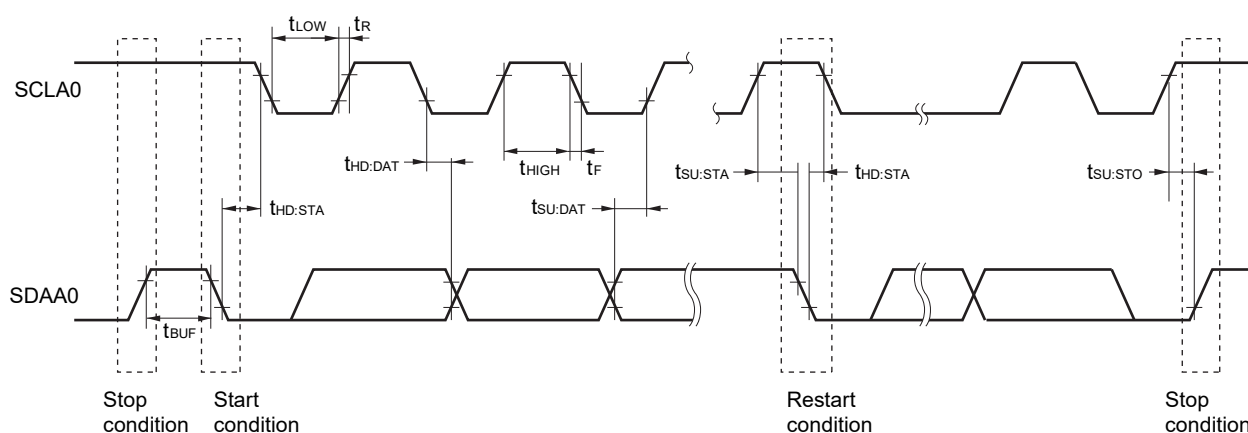 tLOW
tR
SCLA0
tHD:DAT
tHIGH
tF
tSU:STA
tHD:STA
tSU:STO
tHD:STA
tSU:DAT
SDAA0
tBUF
Stop
condition
Start
condition
Restart
condition
Stop
condition